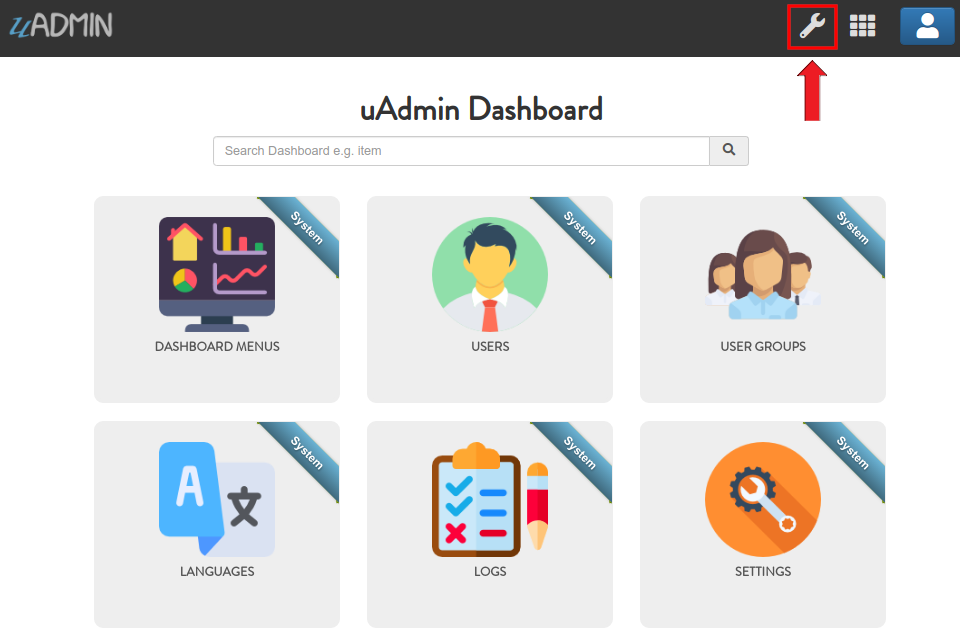 uADMIN
uAdmin Dashboard
Search Dashboard e.g. item
System
DASHBOARD MENUS
System
USERS
System
USER GROUPS
System
A 文
LANGUAGES
System
LOGS
System
SETTINGS